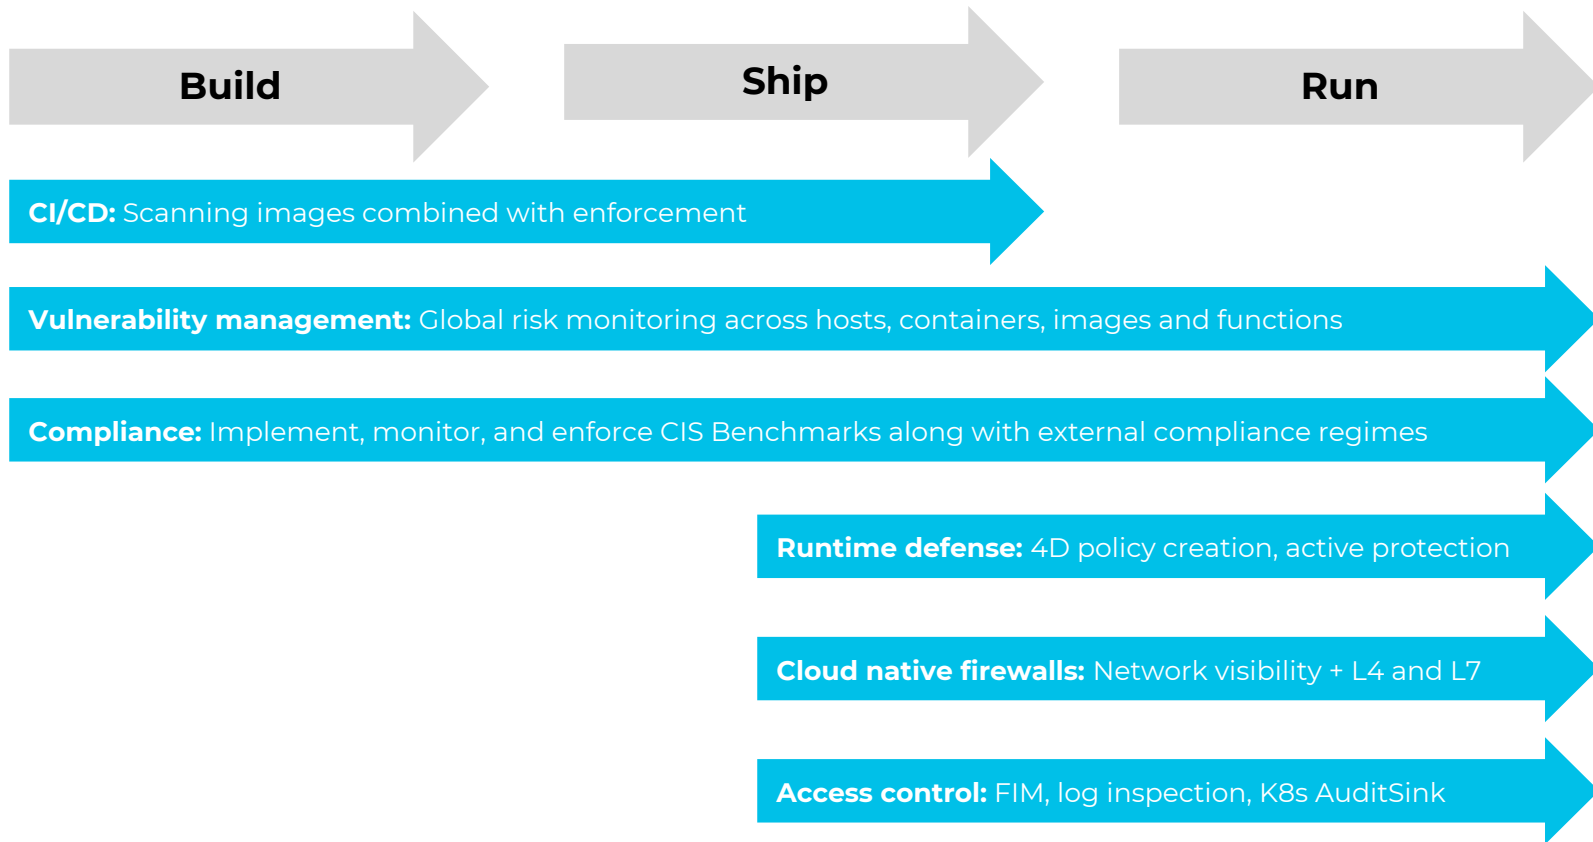 Build
Ship
Run
CI/CD: Scanning images combined with enforcement
Vulnerability management: Global risk monitoring across hosts, containers, images and functions
Compliance: Implement, monitor, and enforce CIS Benchmarks along with external compliance regimes
Runtime defense: 4D policy creation, active protection
Cloud native firewalls: Network visibility + L4 and L7
Access control: FIM, log inspection, K8s AuditSink